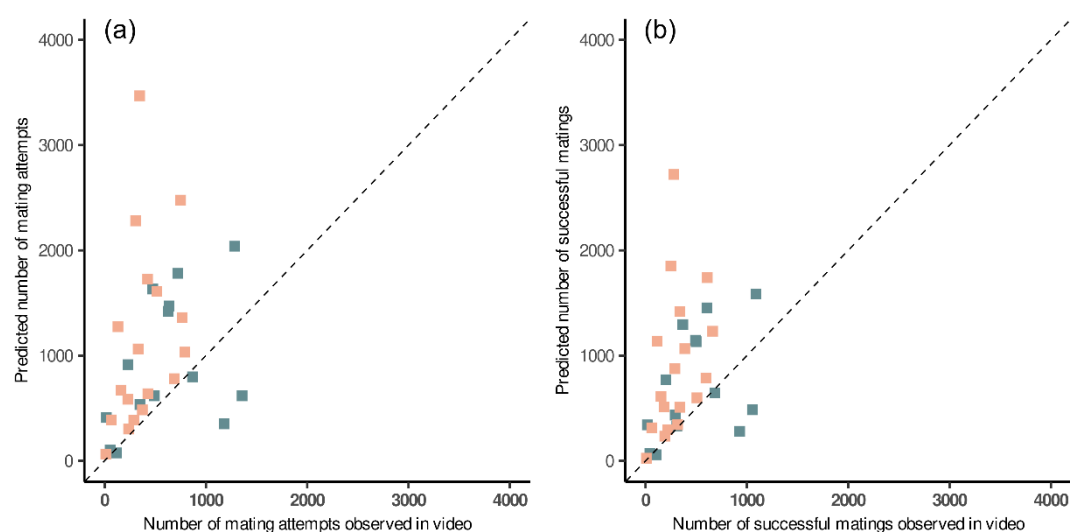 (a)
Predicted number of mating attempts
4000
3000
2000
1000
0
0 1000 2000 3000 4000
Number of mating attempts observed in video
(b)
Predicted number of successful matings
4000
3000
2000
1000
0
0 1000 2000 3000 4000
Number of successful matings observed in video